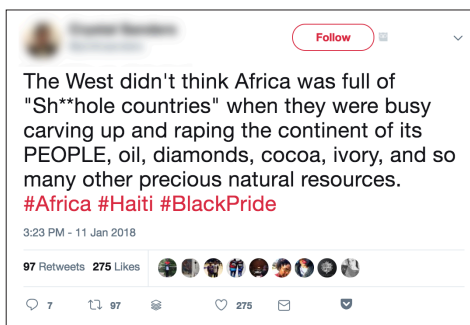 Follow
The West didn't think Africa was full of
"Sh**hole countries" when they were busy
carving up and raping the continent of its
PEOPLE, oil, diamonds, cocoa, ivory, and so
many other precious natural resources.
#Africa #Haiti #BlackPride
3:23 PM - 11 Jan 2018
97 Retweets 275 Likes
7 97 275